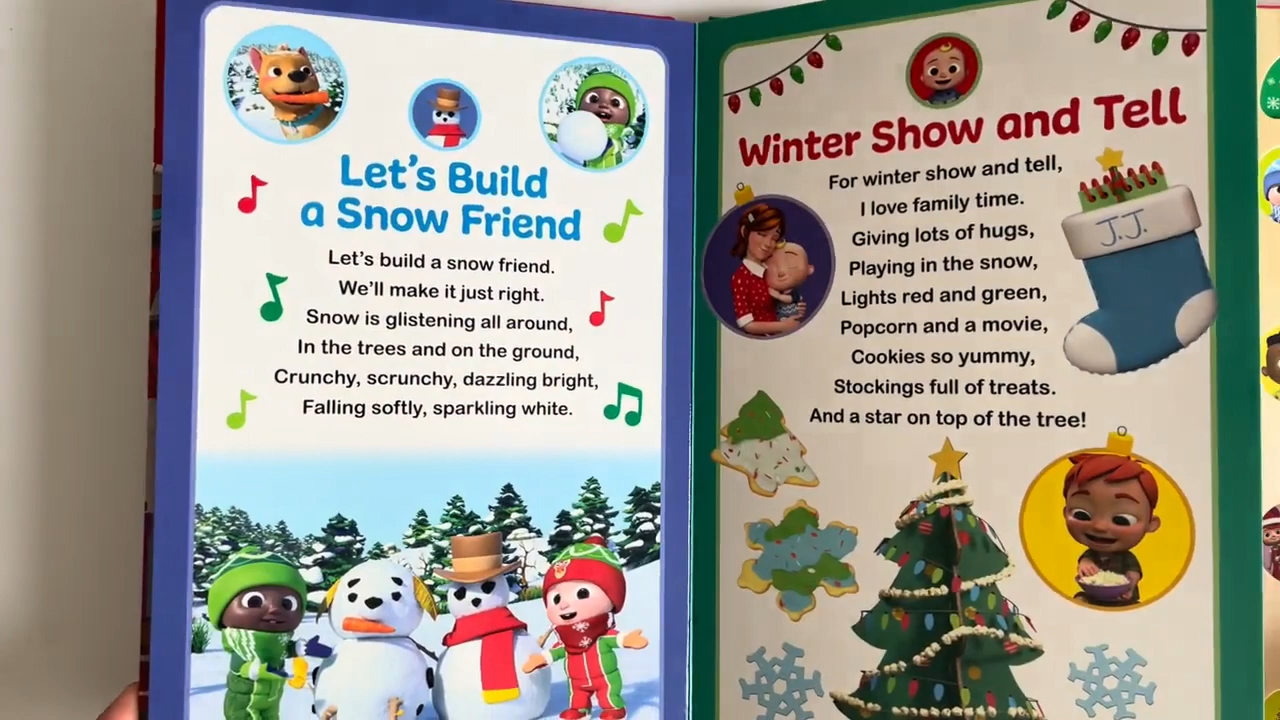 Let's Build
a Snow Friend
Let's build a snow friend.
We'll make it just right.
Snow is glistening all around,
In the trees and on the ground,
Crunchy, scrunchy, dazzling bright,
Falling softly, sparkling white.
Winter Show and Tell
For winter show and tell,
I love family time.
Giving lots of hugs,
Playing in the snow,
Lights red and green,
Popcorn and a movie,
Cookies so yummy,
Stockings full of treats.
And a star on top of the tree!
J.J.